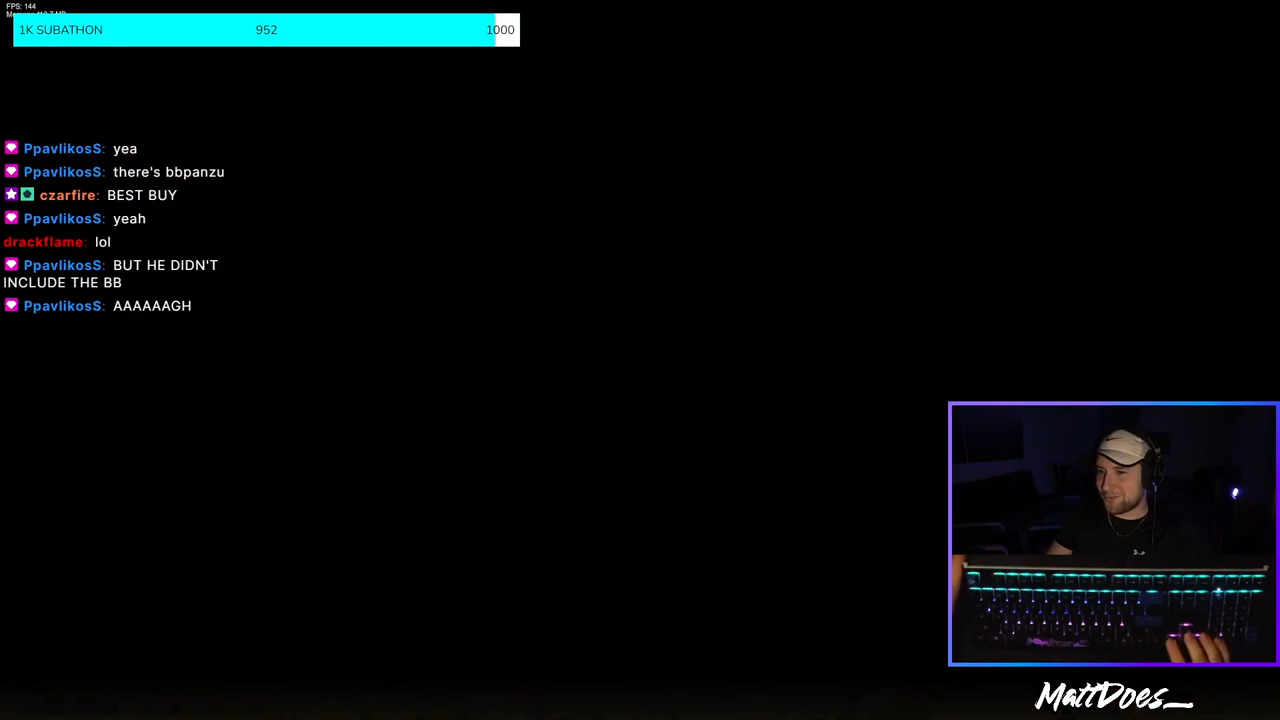 FPS: 144
1K SUBATHON 952 1000
PpavlikosS: yea
PpavlikosS: there's bbpanzu
czarfire: BEST BUY
PpavlikosS: yeah
drackflame: lol
PpavlikosS: BUT HE DIDN'T
INCLUDE THE BB
PpavlikosS: AAAAAAGH
MattDoes_